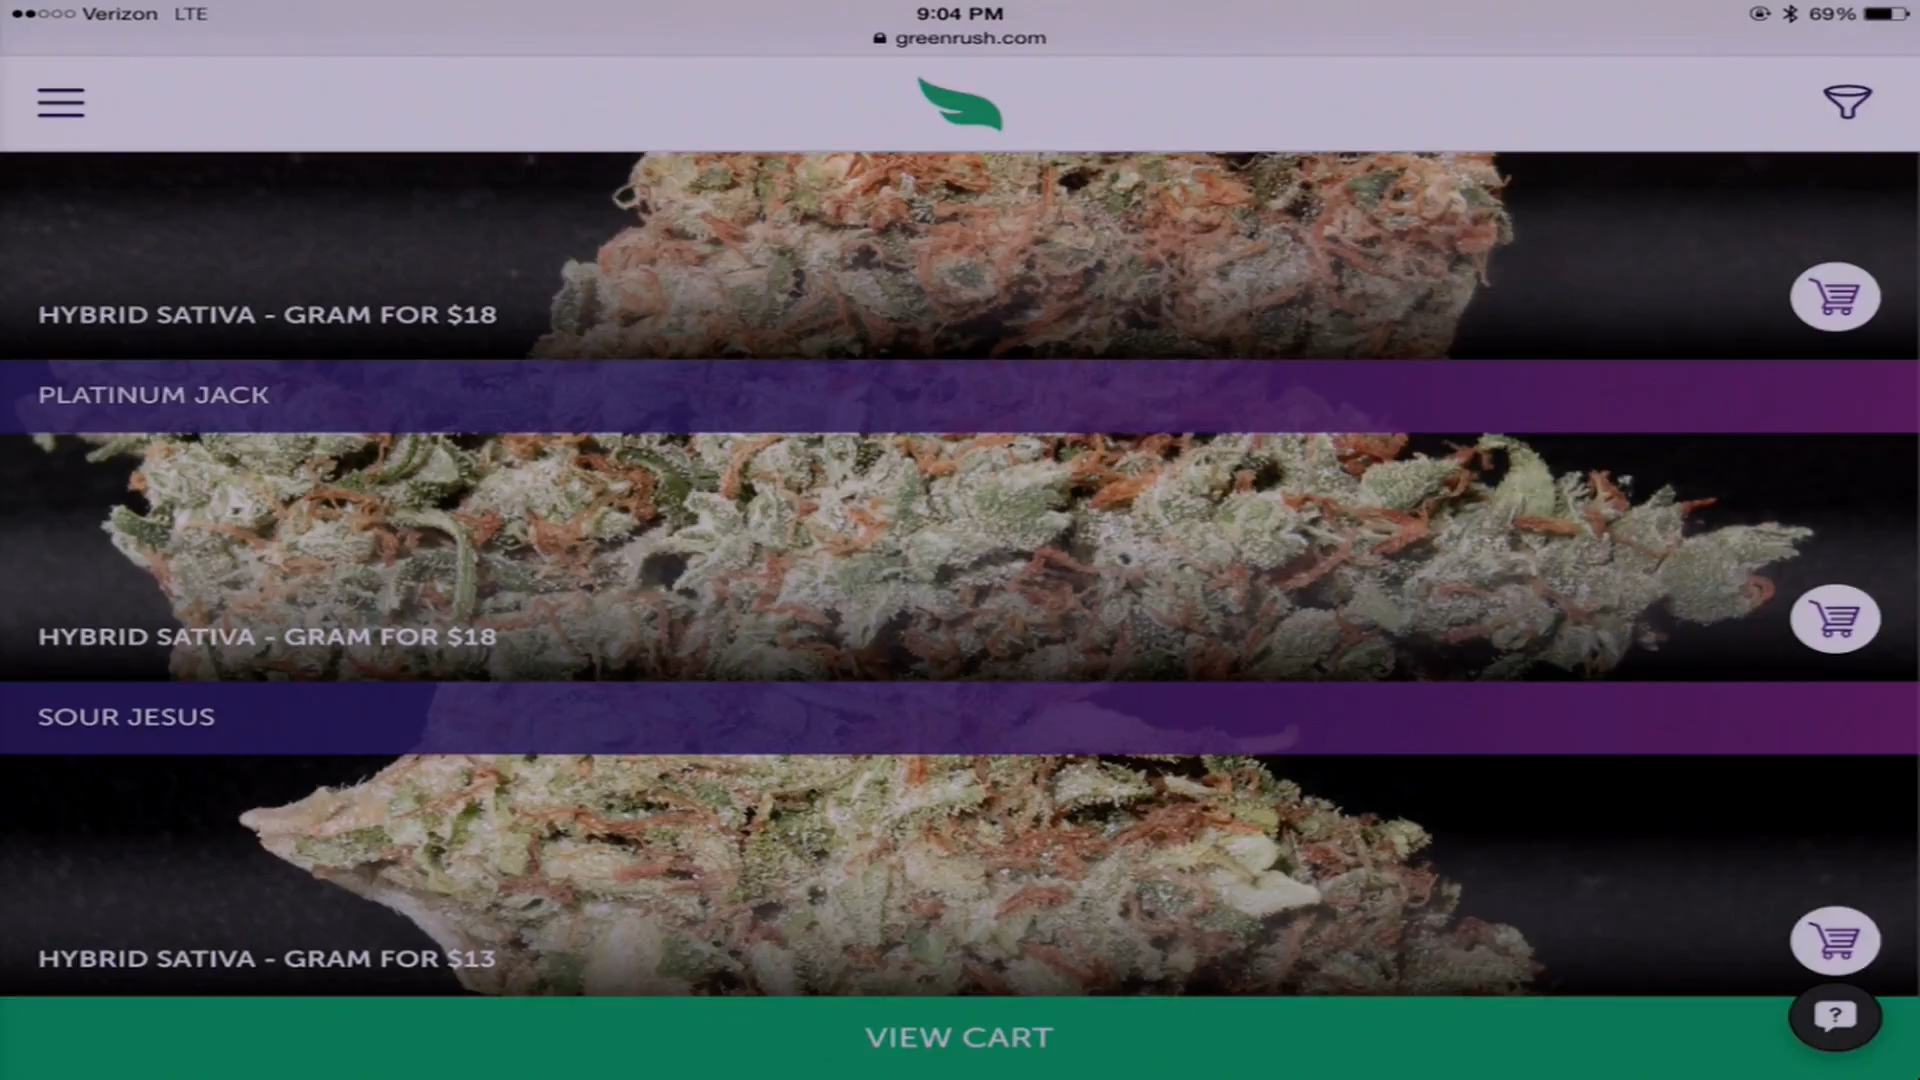 Verizon LTE
9:04 PM
69%
greenrush.com
HYBRID SATIVA - GRAM FOR $18
PLATINUM JACK
HYBRID SATIVA - GRAM FOR $18
SOUR JESUS
HYBRID SATIVA - GRAM FOR $13
VIEW CART
?